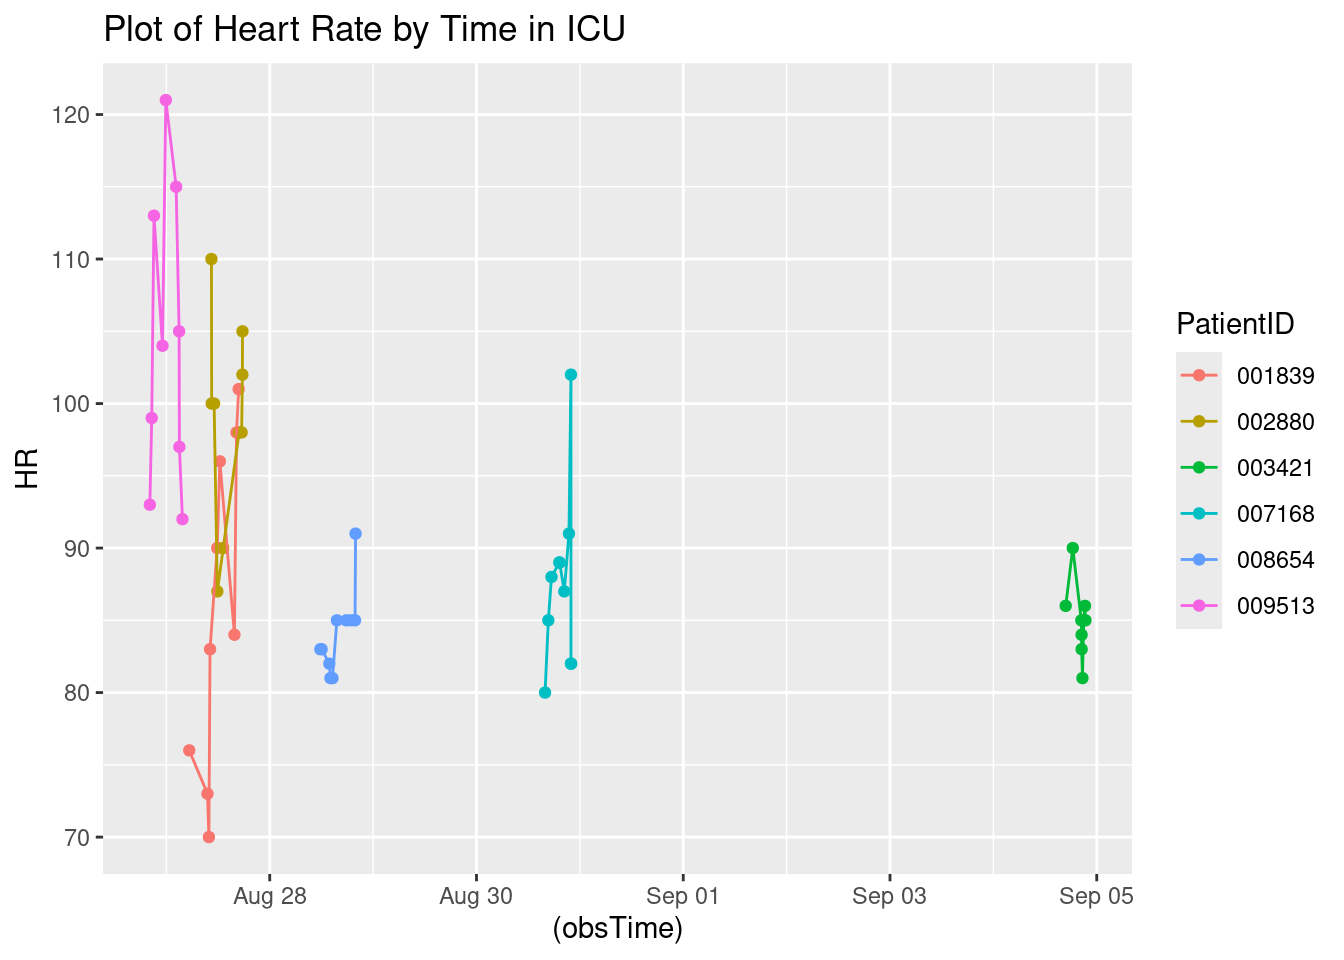 Plot of Heart Rate by Time in ICU
120
110
100
90
80
70
HR
Aug 28
Aug 30
Sep 01
Sep 03
Sep 05
(obsTime)
PatientID
001839
002880
003421
007168
008654
009513